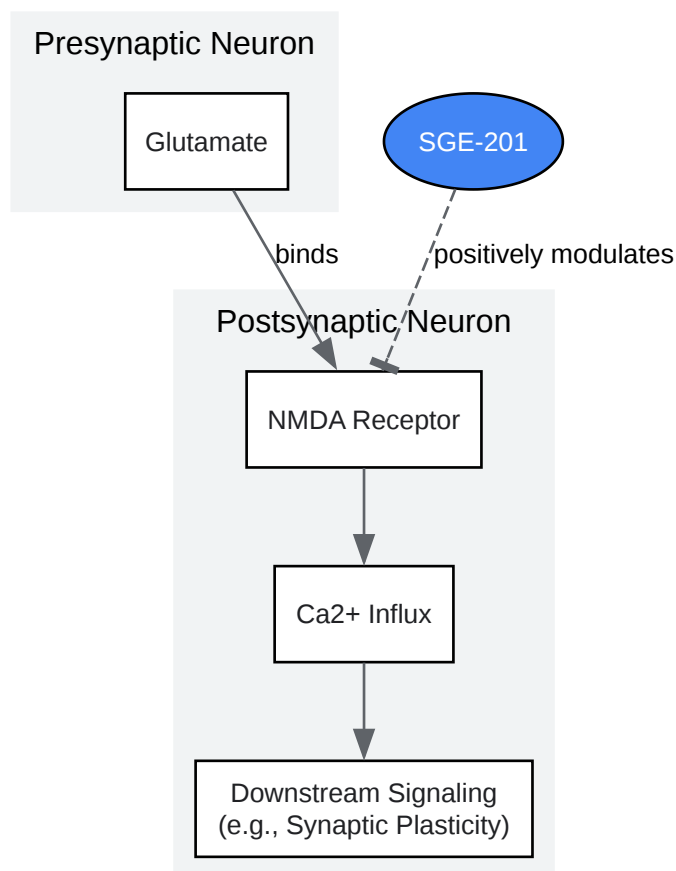 Presynaptic Neuron
Glutamate
SGE-201
binds
positively modulates
Postsynaptic Neuron
NMDA Receptor
Ca2+ Influx
Downstream Signaling
(e.g., Synaptic Plasticity)